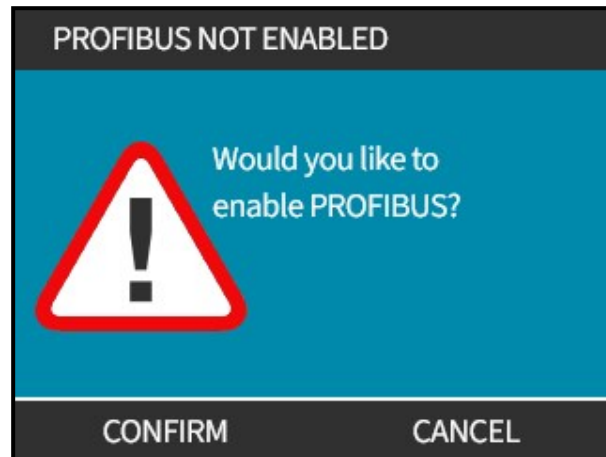 PROFIBUS NOT ENABLED
Would you like to
enable PROFIBUS?
!
CONFIRM CANCEL